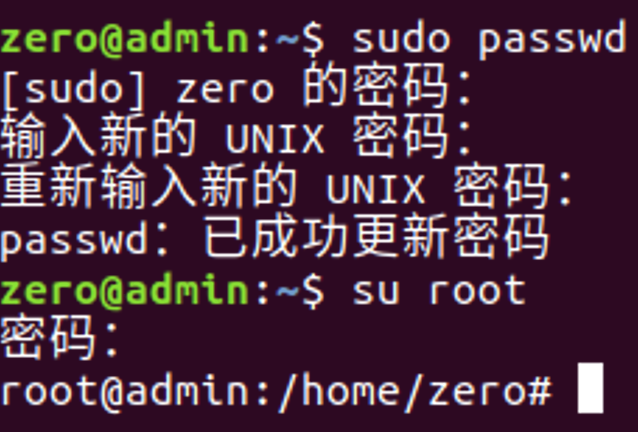 zero@admin:~$ sudo passwd
[sudo] zero 的密码：
输入新的 UNIX 密码：
重新输入新的 UNIX 密码：
passwd：已成功更新密码
zero@admin:~$ su root
密码：
root@admin:/home/zero#